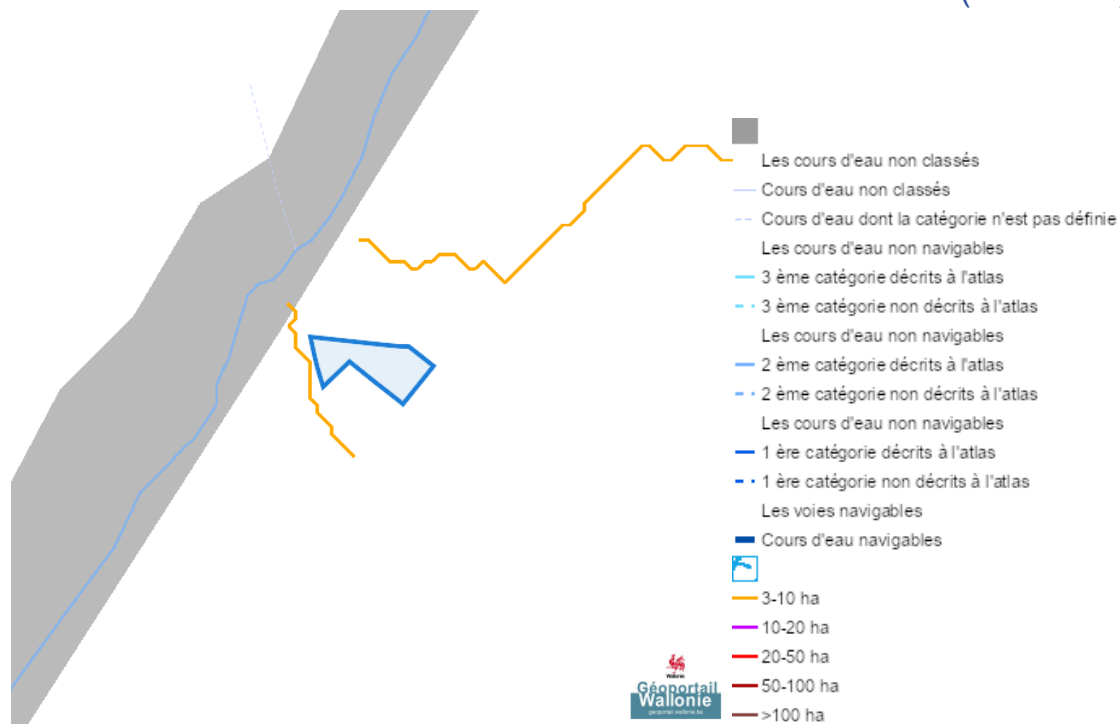 (
Les cours d'eau non classés
Cours d'eau non classés
Cours d'eau dont la catégorie n'est pas définie
Les cours d'eau non navigables
3 ème catégorie décrits à l'atlas
3 ème catégorie non décrits à l'atlas
Les cours d'eau non navigables
2 ème catégorie décrits à l'atlas
2 ème catégorie non décrits à l'atlas
Les cours d'eau non navigables
1 ère catégorie décrits à l'atlas
1 ère catégorie non décrits à l'atlas
Les voies navigables
Cours d'eau navigables
3-10 ha
10-20 ha
20-50 ha
50-100 ha
>100 ha
Wallonie
Géoportail
Wallonie
geoportail.wallonie.be